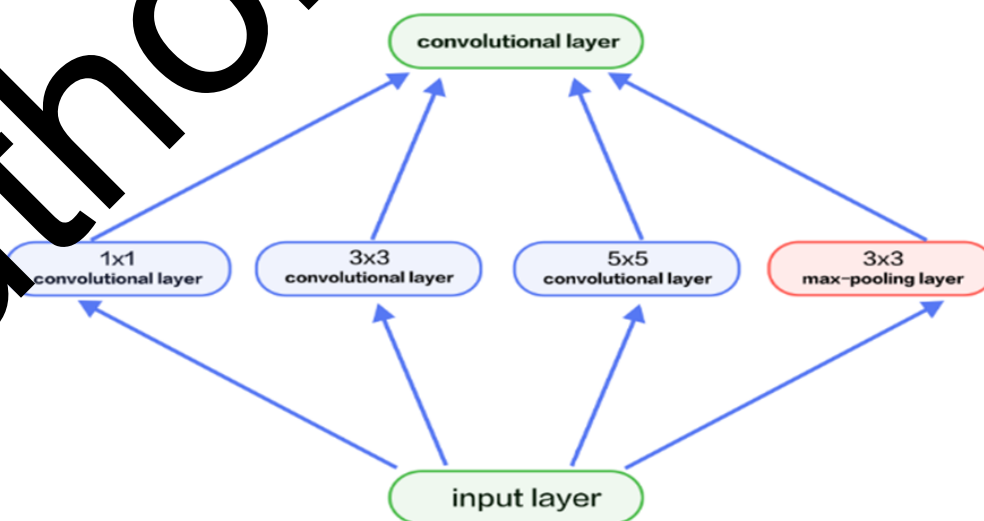 convolutional layer
1x1
convolutional layer
3x3
convolutional layer
5x5
convolutional layer
3x3
max-pooling layer
input layer